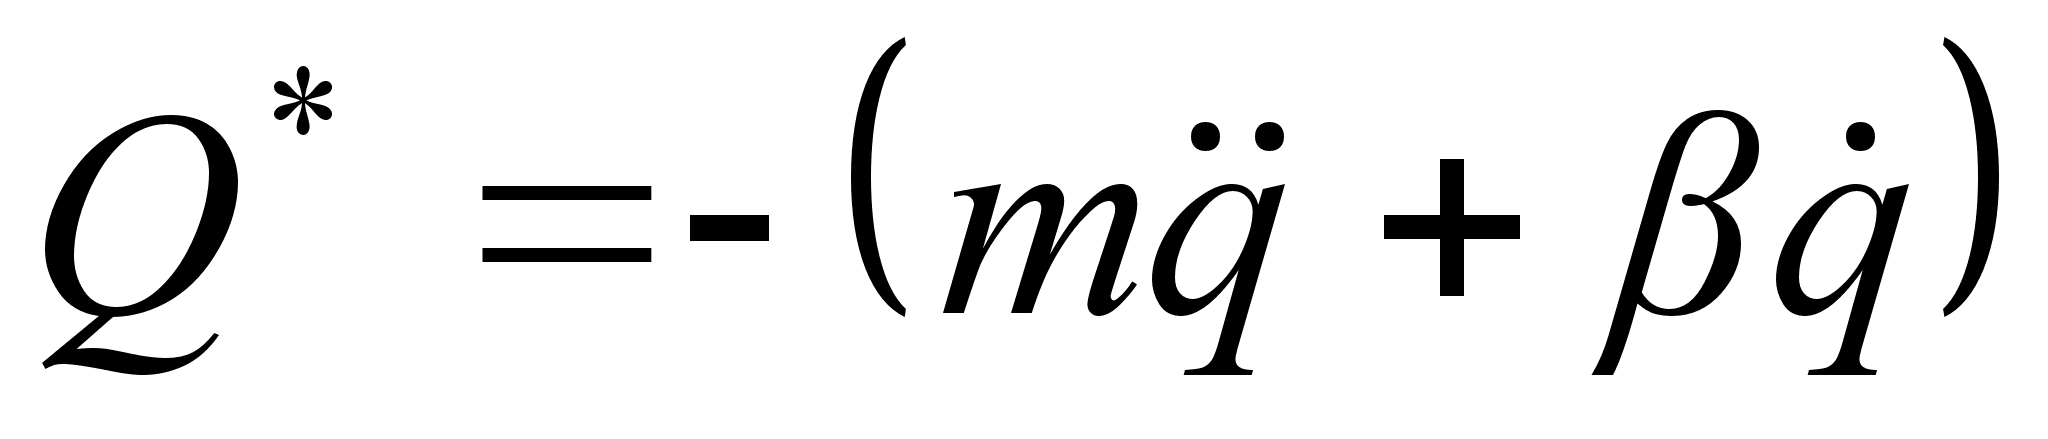 Q* =-(mq̈ + βq̇)